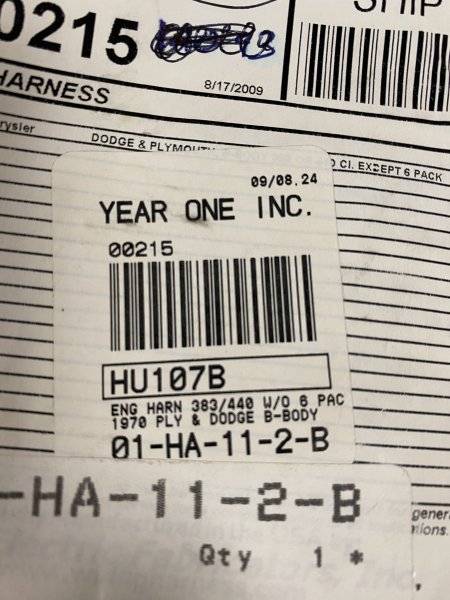 0215
SHIP
8/17/2009
HARNESS
rysler
DODGE & PLYMOUTH
D CI. EXCEPT 6 PACK
09/08.24
YEAR ONE INC.
00215
HU107B
ENG HARN 383/440 W/O 6 PAC
1970 PLY & DODGE B-BODY
01-HA-11-2-B
-HA-11-2-B
gener
tions.
Qty 1 *